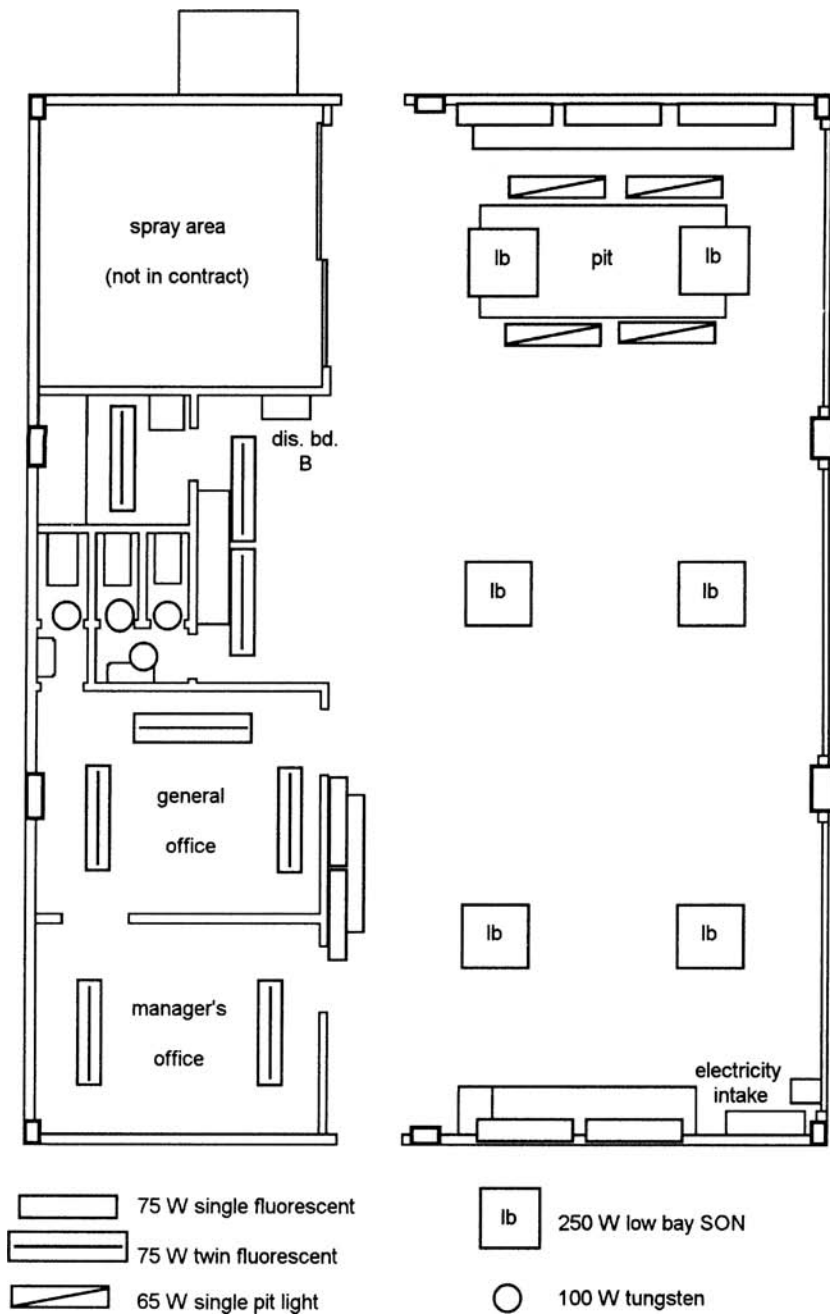 spray area
(not in contract)
lb
pit
lb
dis. bd.
B
lb
lb
general
office
lb
lb
manager's
office
electricity
intake
75 W single fluorescent
75 W twin fluorescent
65 W single pit light
lb
250 W low bay SON
100 W tungsten